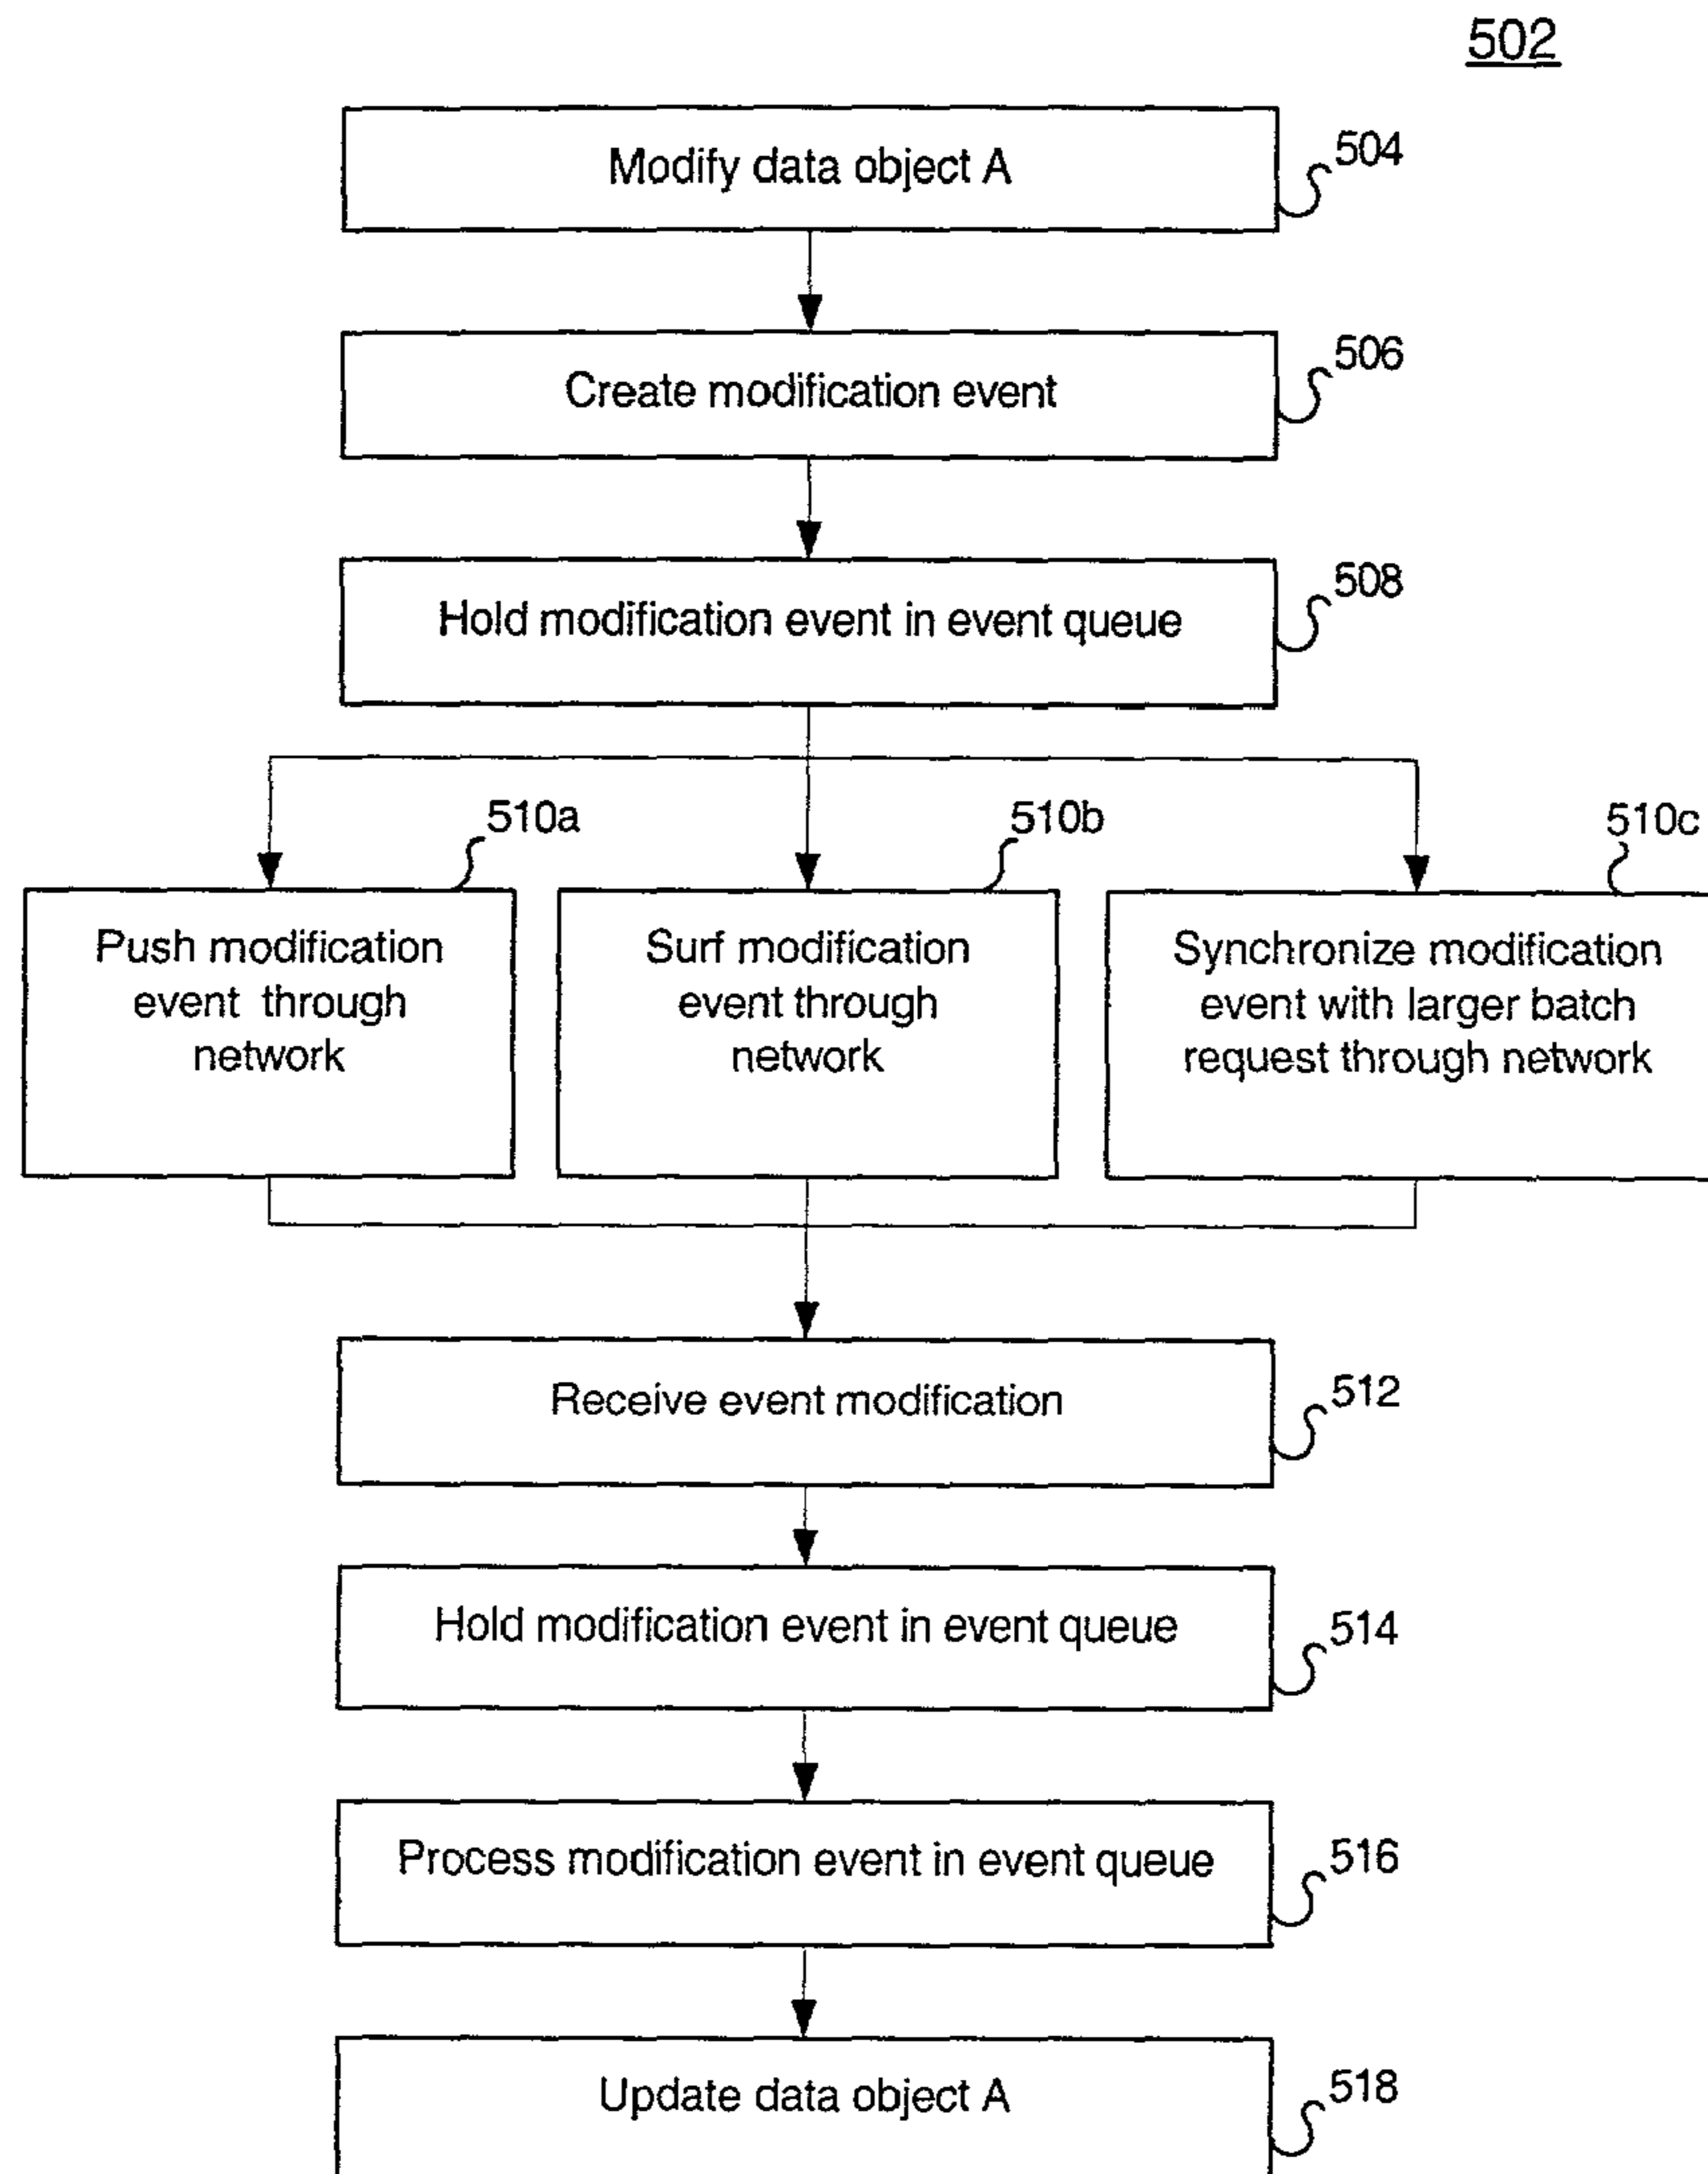 502
Modify data object A
504
Create modification event
506
Hold modification event in event queue
508
510a
510b
510c
Push modification
event through
network
Surf modification
event through
network
Synchronize modification
event with larger batch
request through network
Receive event modification
512
Hold modification event in event queue
514
Process modification event in event queue
516
Update data object A
518